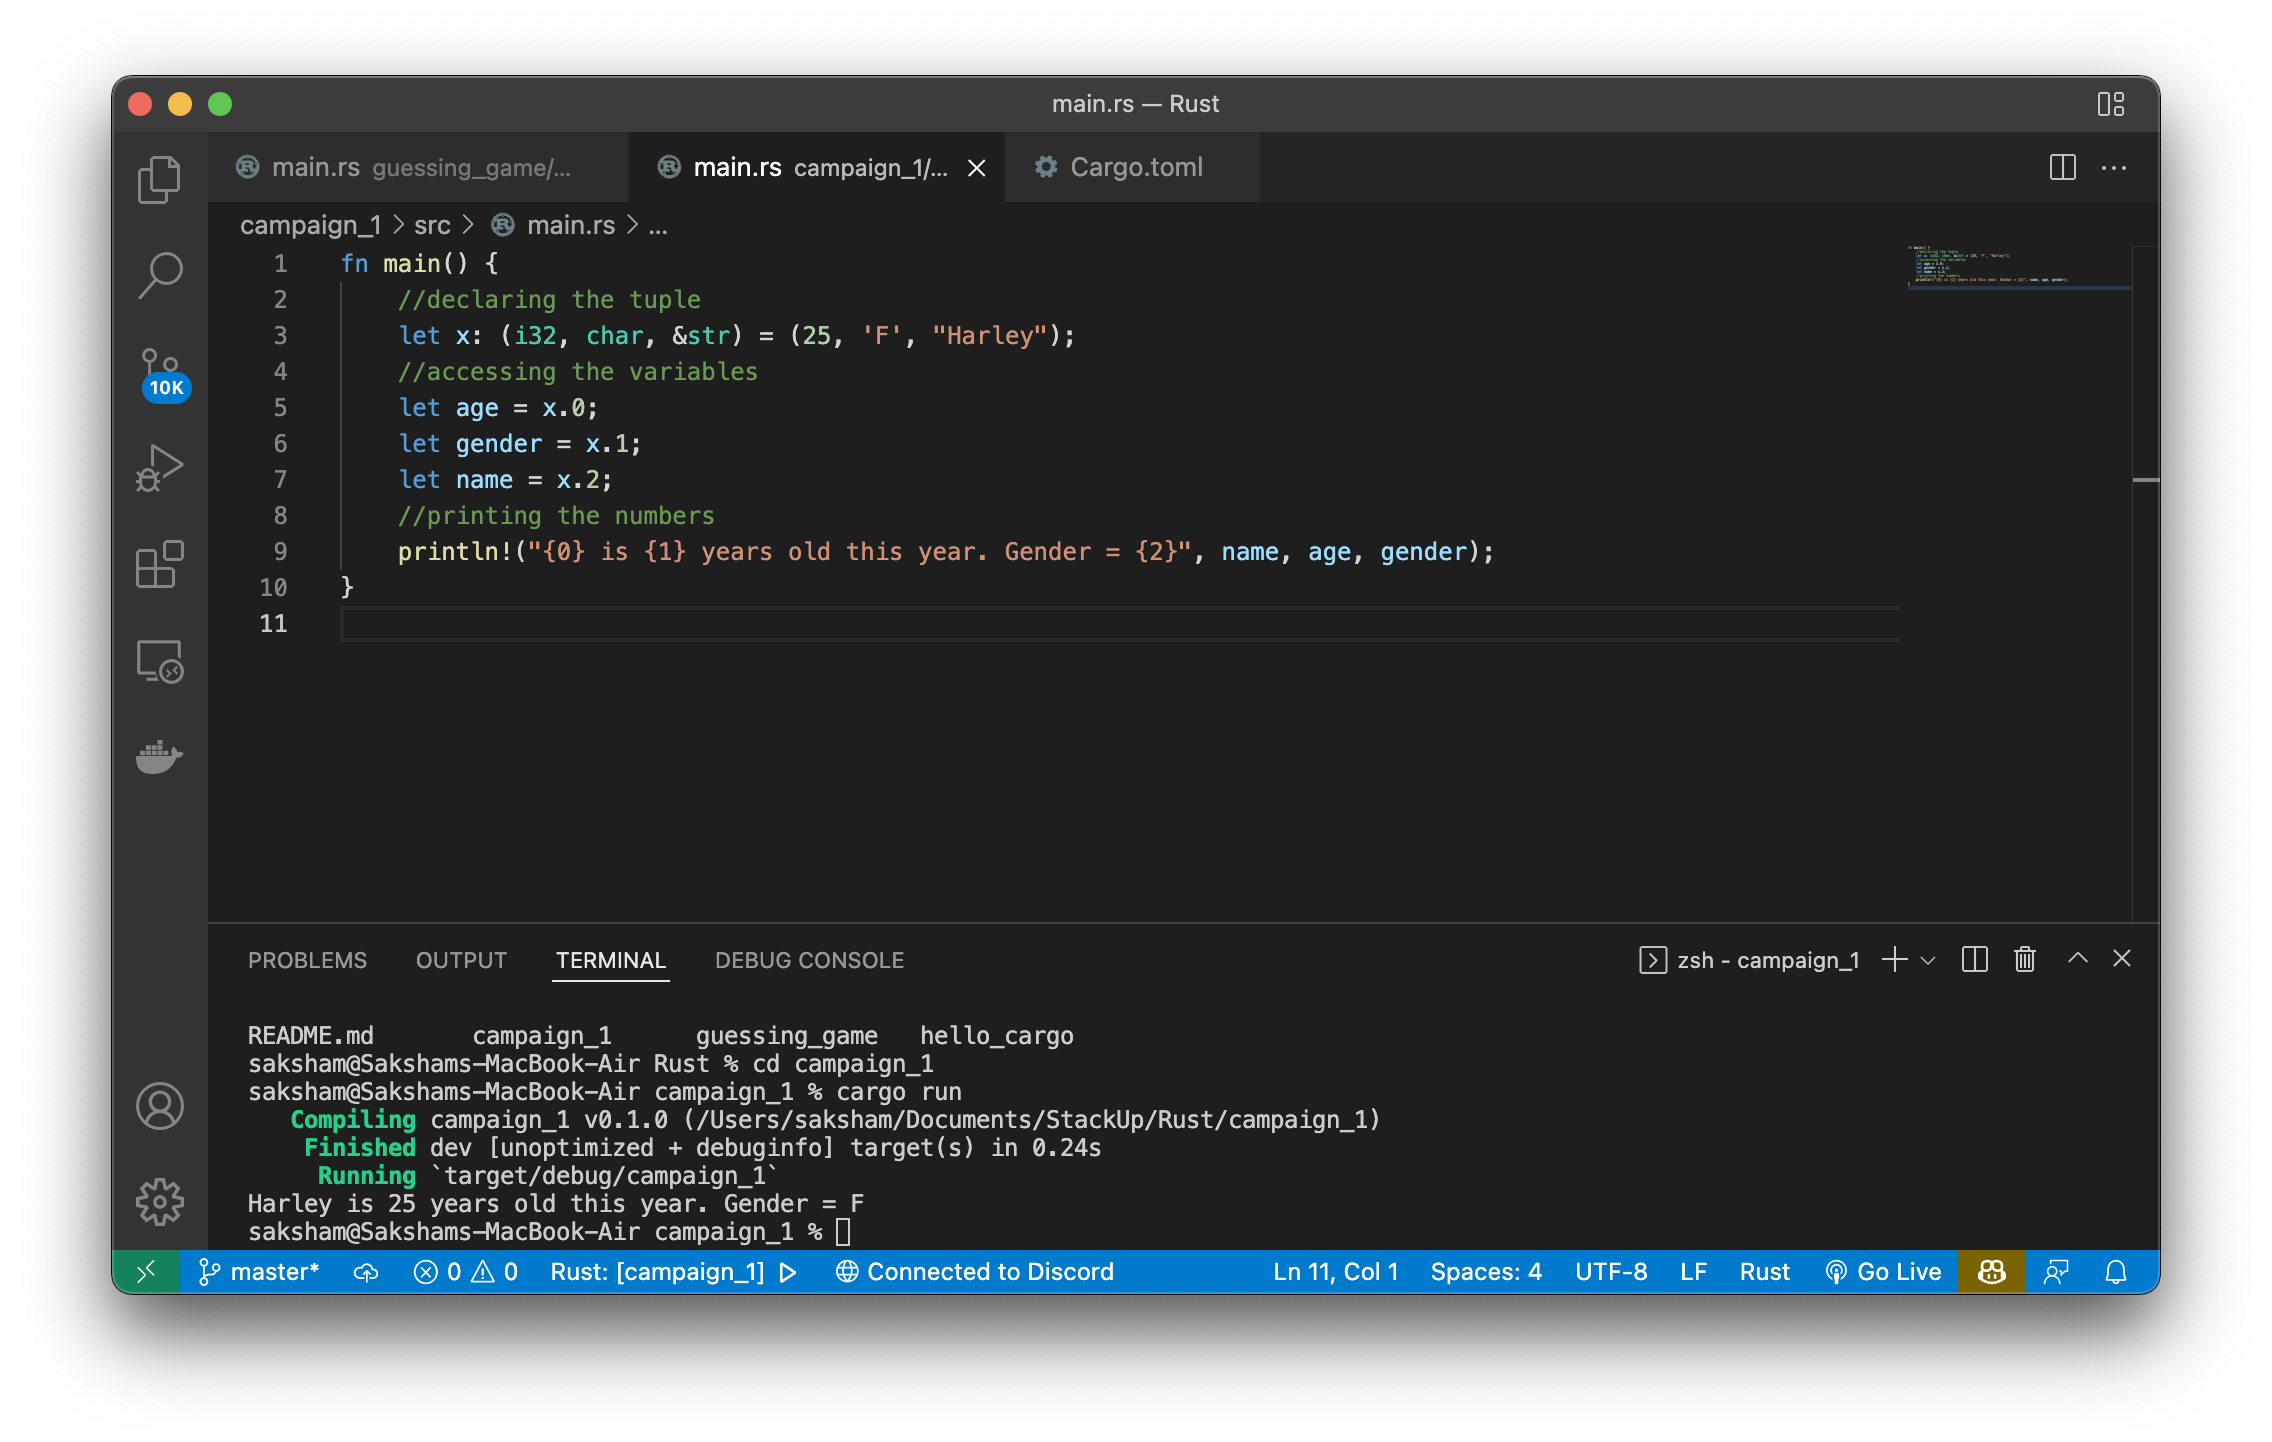 main.rs — Rust
main.rs guessing_game/... main.rs campaign_1/... Cargo.toml
campaign_1 > src > main.rs > ...
1 fn main() {
2     //declaring the tuple
3     let x: (i32, char, &str) = (25, 'F', "Harley");
4     //accessing the variables
5     let age = x.0;
6     let gender = x.1;
7     let name = x.2;
8     //printing the numbers
9     println!("{0} is {1} years old this year. Gender = {2}", name, age, gender);
10 }
11
10K
PROBLEMS OUTPUT TERMINAL DEBUG CONSOLE zsh - campaign_1
README.md campaign_1 guessing_game hello_cargo
saksham@Sakshams-MacBook-Air Rust % cd campaign_1
saksham@Sakshams-MacBook-Air campaign_1 % cargo run
Compiling campaign_1 v0.1.0 (/Users/saksham/Documents/StackUp/Rust/campaign_1)
Finished dev [unoptimized + debuginfo] target(s) in 0.24s
Running `target/debug/campaign_1`
Harley is 25 years old this year. Gender = F
saksham@Sakshams-MacBook-Air campaign_1 %
master* 0 0 Rust: [campaign_1] Connected to Discord Ln 11, Col 1 Spaces: 4 UTF-8 LF Rust Go Live